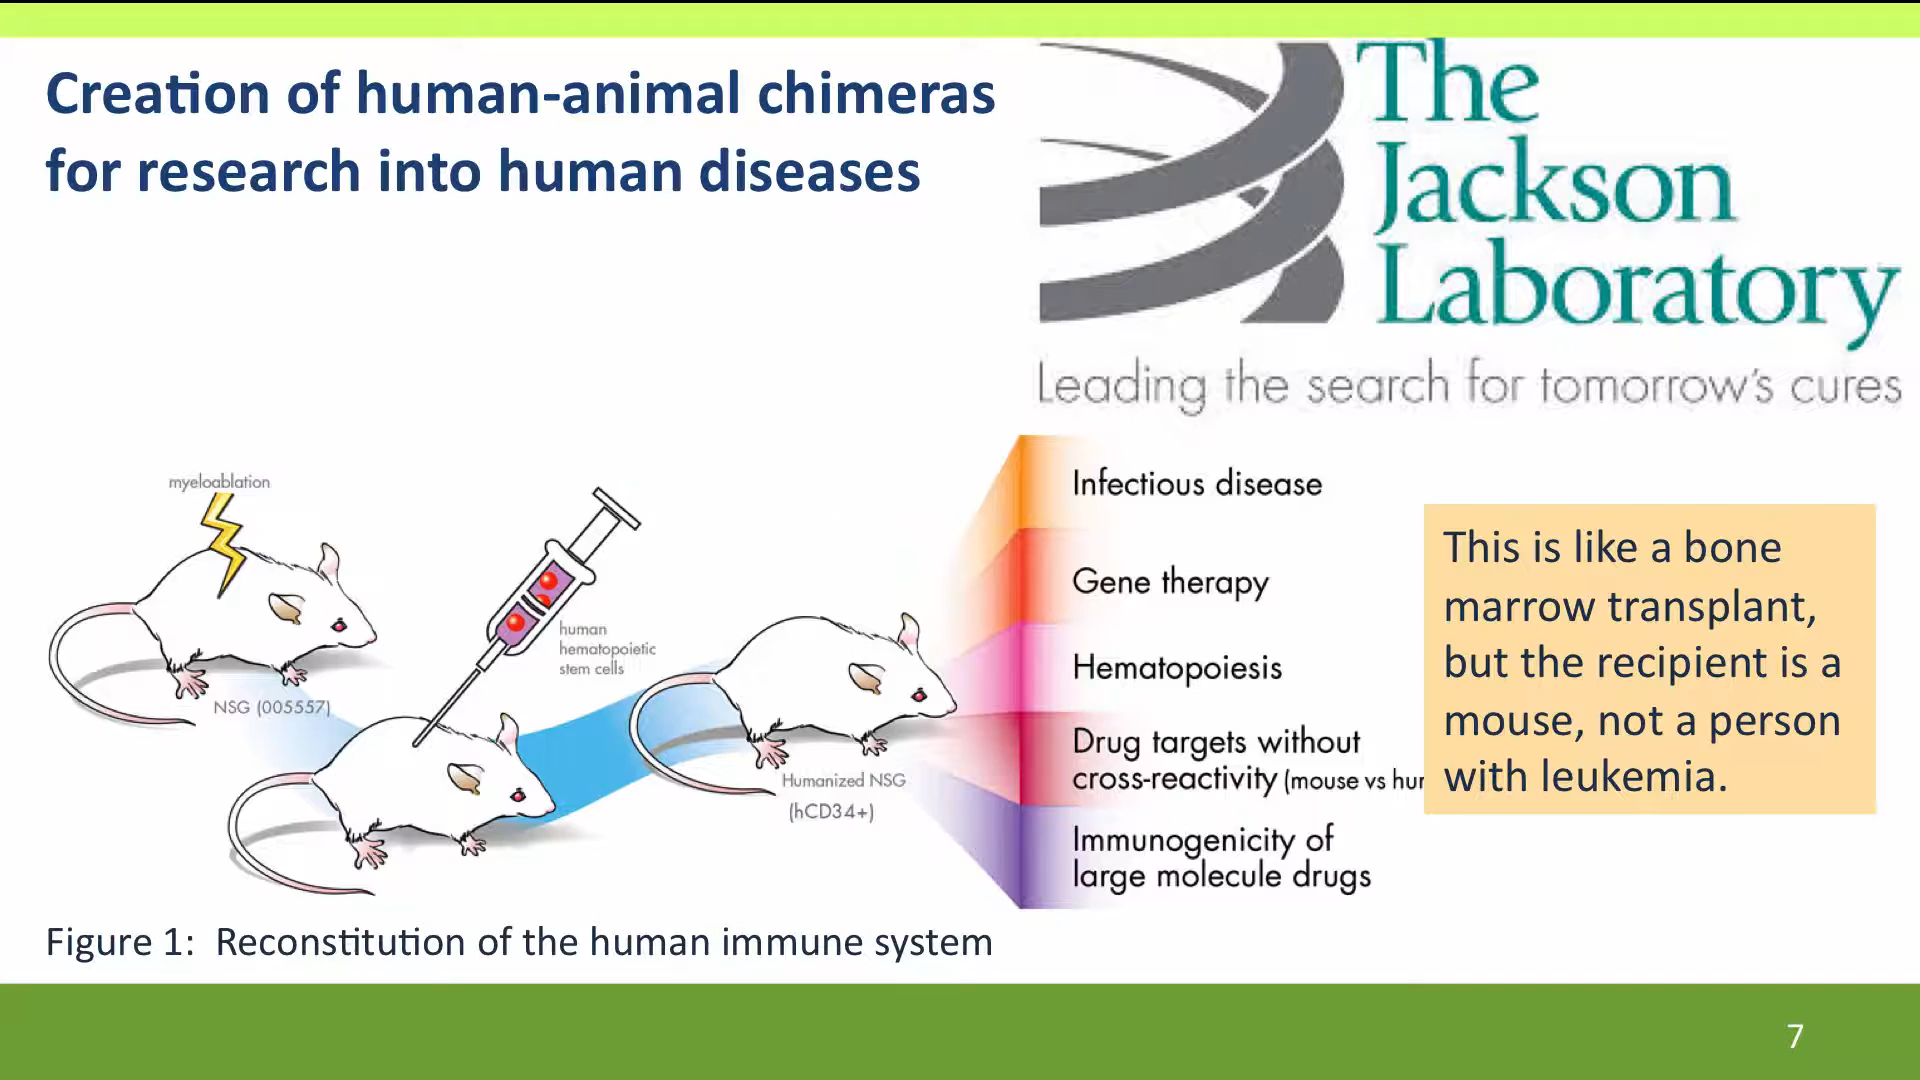 Creation of human-animal chimeras
for research into human diseases
The
Jackson
Laboratory
Leading the search for tomorrow's cures
myeloablation
NSG (005557)
human
hematopoietic
stem cells
Humanized NSG
(hCD34+)
Infectious disease
Gene therapy
Hematopoiesis
Drug targets without
cross-reactivity (mouse vs
Immunogenicity of
large molecule drugs
This is like a bone
marrow transplant,
but the recipient is a
mouse, not a person
with leukemia.
Figure 1: Reconstitution of the human immune system
7